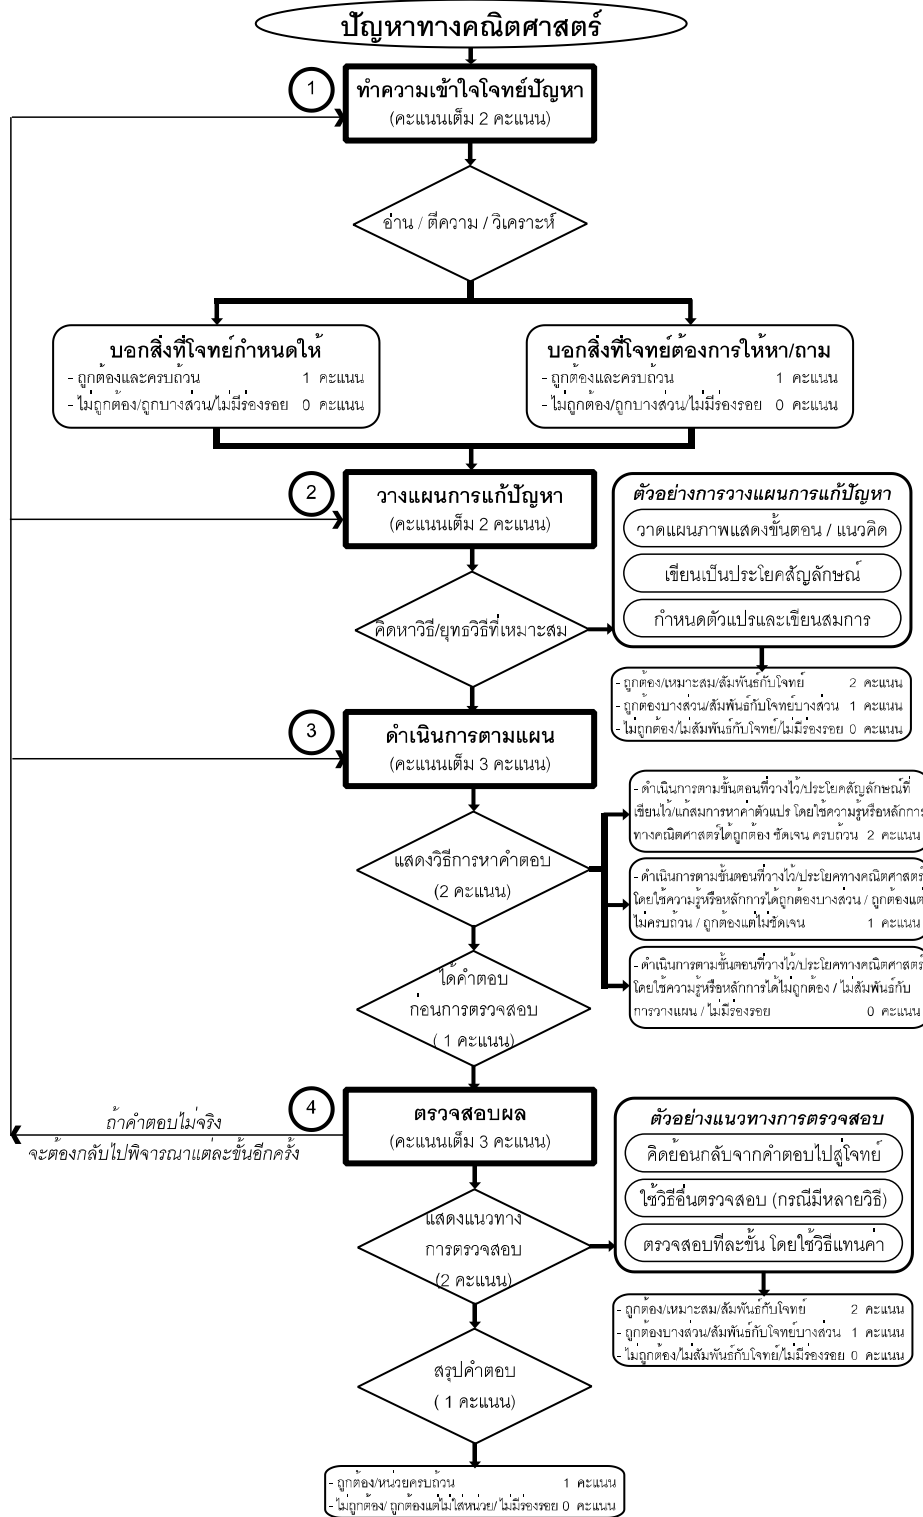 ปัญหาทางคณิตศาสตร์
1
ทำความเข้าใจโจทย์ปัญหา
(คะแนนเต็ม 2 คะแนน)
อ่าน / ตีความ / วิเคราะห์
บอกสิ่งที่โจทย์กำหนดให้
- ถูกต้องและครบถ้วน 1 คะแนน
- ไม่ถูกต้อง/ถูกบางส่วน/ไม่มีร่องรอย 0 คะแนน
บอกสิ่งที่โจทย์ต้องการให้หา/ถาม
- ถูกต้องและครบถ้วน 1 คะแนน
- ไม่ถูกต้อง/ถูกบางส่วน/ไม่มีร่องรอย 0 คะแนน
2
วางแผนการแก้ปัญหา
(คะแนนเต็ม 2 คะแนน)
คิดหาวิธี/ยุทธวิธีที่เหมาะสม
ตัวอย่างการวางแผนการแก้ปัญหา
วาดแผนภาพแสดงขั้นตอน / แนวคิด
เขียนเป็นประโยคสัญลักษณ์
กำหนดตัวแปรและเขียนสมการ
- ถูกต้อง/เหมาะสม/สัมพันธ์กับโจทย์ 2 คะแนน
- ถูกต้องบางส่วน/สัมพันธ์กับโจทย์บางส่วน 1 คะแนน
- ไม่ถูกต้อง/ไม่สัมพันธ์กับโจทย์/ไม่มีร่องรอย 0 คะแนน
3
ดำเนินการตามแผน
(คะแนนเต็ม 3 คะแนน)
แสดงวิธีการหาคำตอบ
(2 คะแนน)
- ดำเนินการตามขั้นตอนที่วางไว้/ประโยคสัญลักษณ์ที่
เขียนไว้/แก้สมการหาค่าตัวแปร โดยใช้ความรู้หรือหลักการ
ทางคณิตศาสตร์ได้ถูกต้อง ชัดเจน ครบถ้วน 2 คะแนน
- ดำเนินการตามขั้นตอนที่วางไว้/ประโยคทางคณิตศาสตร์
โดยใช้ความรู้หรือหลักการได้ถูกต้องบางส่วน / ถูกต้องแต่
ไม่ครบถ้วน / ถูกต้องแต่ไม่ชัดเจน 1 คะแนน
- ดำเนินการตามขั้นตอนที่วางไว้/ประโยคทางคณิตศาสตร์
โดยใช้ความรู้หรือหลักการได้ไม่ถูกต้อง / ไม่สัมพันธ์กับ
การวางแผน / ไม่มีร่องรอย 0 คะแนน
ได้คำตอบ
ก่อนการตรวจสอบ
( 1 คะแนน)
4
ตรวจสอบผล
(คะแนนเต็ม 3 คะแนน)
ถ้าคำตอบไม่จริง
จะต้องกลับไปพิจารณาแต่ละขั้นอีกครั้ง
แสดงแนวทาง
การตรวจสอบ
(2 คะแนน)
ตัวอย่างแนวทางการตรวจสอบ
คิดย้อนกลับจากคำตอบไปสู่โจทย์
ใช้วิธีอื่นตรวจสอบ (กรณีมีหลายวิธี)
ตรวจสอบทีละขั้น โดยใช้วิธีแทนค่า
- ถูกต้อง/เหมาะสม/สัมพันธ์กับโจทย์ 2 คะแนน
- ถูกต้องบางส่วน/สัมพันธ์กับโจทย์บางส่วน 1 คะแนน
- ไม่ถูกต้อง/ไม่สัมพันธ์กับโจทย์/ไม่มีร่องรอย 0 คะแนน
สรุปคำตอบ
( 1 คะแนน)
- ถูกต้อง/หน่วยครบถ้วน 1 คะแนน
- ไม่ถูกต้อง/ ถูกต้องแต่ไม่ใส่หน่วย/ ไม่มีร่องรอย 0 คะแนน